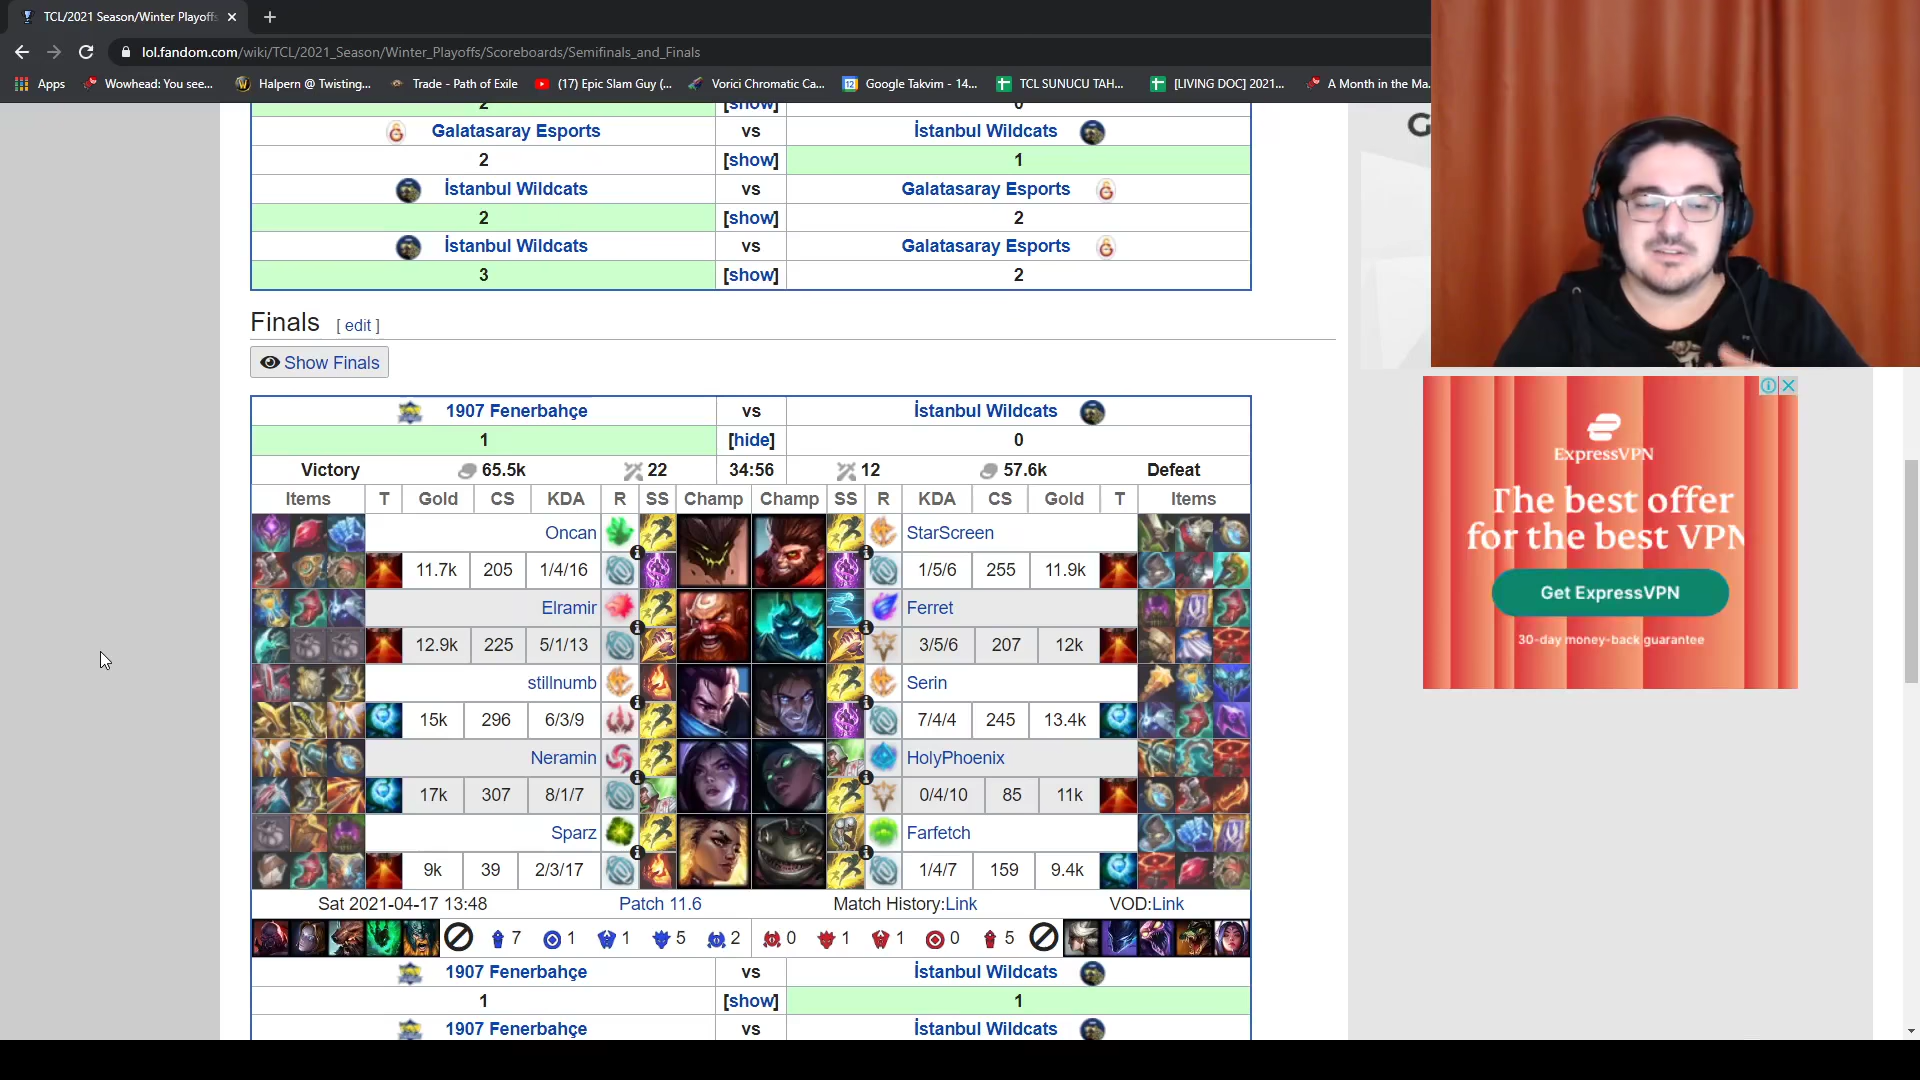 TCL/2021 Season/Winter Playoffs
lol.fandom.com/wiki/TCL/2021_Season/Winter_Playoffs/Scoreboards/Semifinals_and_Finals
Apps Wowhead: You see... Halpern @ Twisting... Trade - Path of Exile (17) Epic Slam Guy (... Vorici Chromatic Ca... Google Takvim - 14... TCL SUNUCU TAH... [LIVING DOC] 2021... A Month in the Ma...
2 [show] 0
Galatasaray Esports vs İstanbul Wildcats
2 [show] 1
İstanbul Wildcats vs Galatasaray Esports
2 [show] 2
İstanbul Wildcats vs Galatasaray Esports
3 [show] 2
Finals [ edit ]
Show Finals
1907 Fenerbahçe vs İstanbul Wildcats
1 [hide] 0
Victory 65.5k 22 34:56 12 57.6k Defeat
Items T Gold CS KDA R SS Champ Champ SS R KDA CS Gold T Items
Oncan StarScreen
11.7k 205 1/4/16 1/5/6 255 11.9k
Elramir Ferret
12.9k 225 5/1/13 3/5/6 207 12k
stillnumb Serin
15k 296 6/3/9 7/4/4 245 13.4k
Neramin HolyPhoenix
17k 307 8/1/7 0/4/10 85 11k
Sparz Farfetch
9k 39 2/3/17 1/4/7 159 9.4k
Sat 2021-04-17 13:48 Patch 11.6 Match History:Link VOD:Link
7 1 1 5 2 0 1 1 0 5
1907 Fenerbahçe vs İstanbul Wildcats
1 [show] 1
1907 Fenerbahçe vs İstanbul Wildcats
G
ExpressVPN
The best offer
for the best VPN
Get ExpressVPN
30-day money-back guarantee